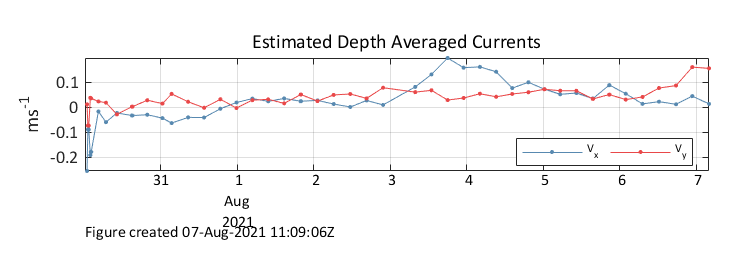 Estimated Depth Averaged Currents
ms-1
0.1
0
-0.1
-0.2
Vx Vy
31 1 2 3 4 5 6 7
Aug
2021
Figure created 07-Aug-2021 11:09:06Z